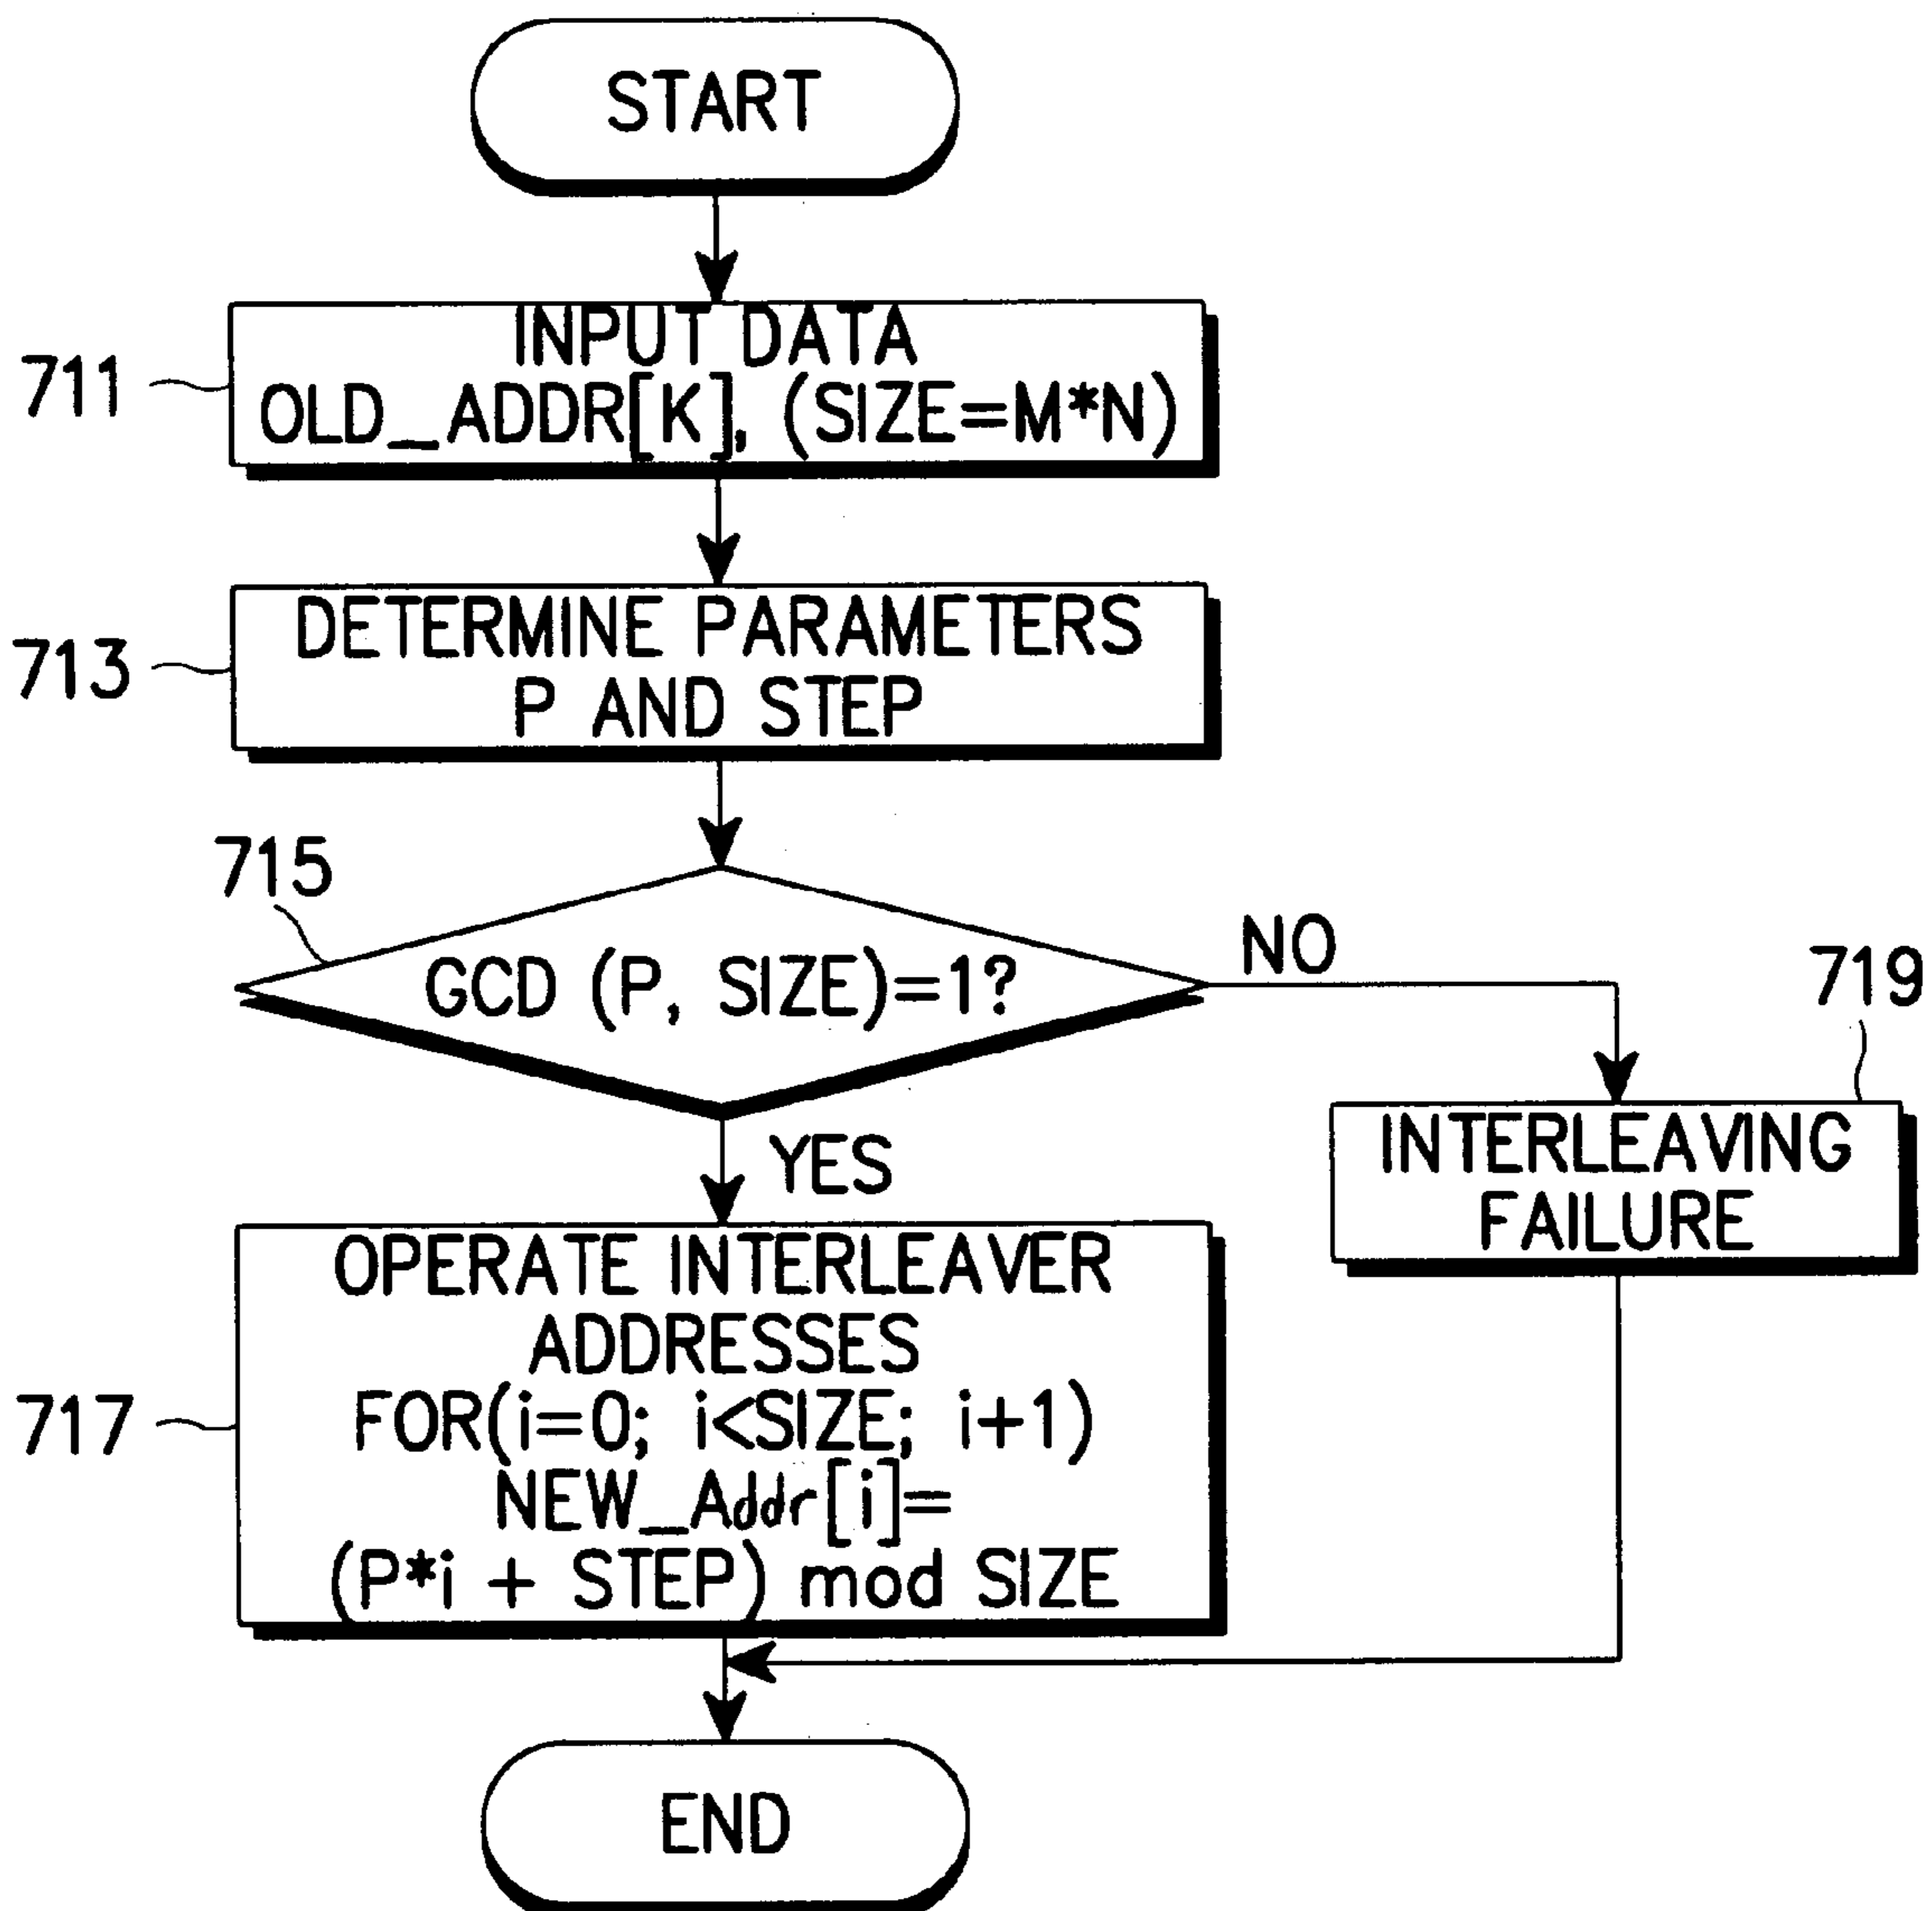 START
INPUT DATA
711
OLD_ADDR[K], (SIZE=M*N)
DETERMINE PARAMETERS
713
P AND STEP
715
GCD (P, SIZE)=1?
NO
719
YES
INTERLEAVING
FAILURE
OPERATE INTERLEAVER
ADDRESSES
717
FOR(i=0; i<SIZE; i+1)
NEW_Addr[i]=
(P*i + STEP) mod SIZE
END